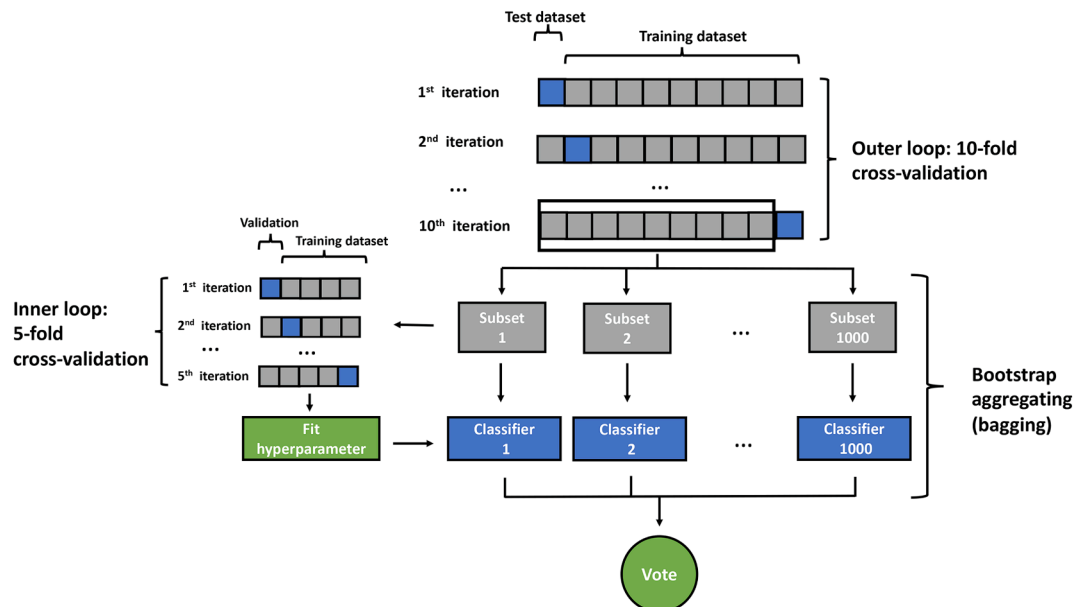 Test dataset
Training dataset
1st iteration
2nd iteration
...
...
10th iteration
Outer loop: 10-fold
cross-validation
Validation
Training dataset
1st iteration
2nd iteration
...
...
5th iteration
Inner loop:
5-fold
cross-validation
Subset
1
Subset
2
...
Subset
1000
Fit
hyperparameter
Classifier
1
Classifier
2
...
Classifier
1000
Bootstrap
aggregating
(bagging)
Vote